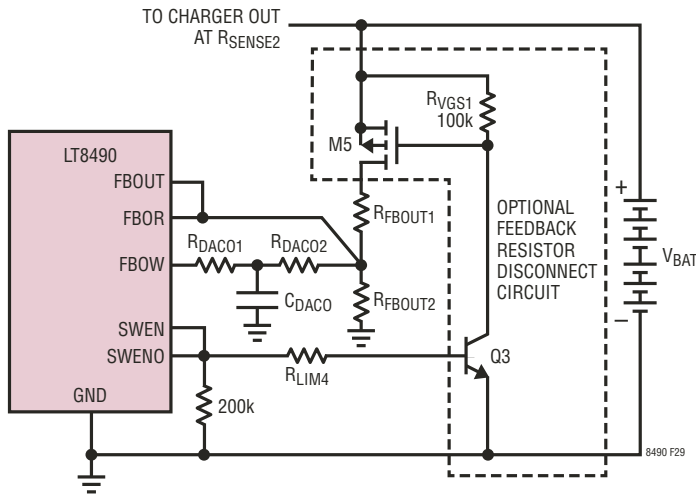 TO CHARGER OUT
AT RSENSE2
RVGS1
100k
M5
LT8490
FBOUT
FBOR
RFBOUT1
OPTIONAL
FEEDBACK
RESISTOR
DISCONNECT
CIRCUIT
+
VBAT
–
RDACO1
RDACO2
FBOW
CDACO
RFBOUT2
SWEN
SWENO
RLIM4
Q3
GND
200k
8490 F29